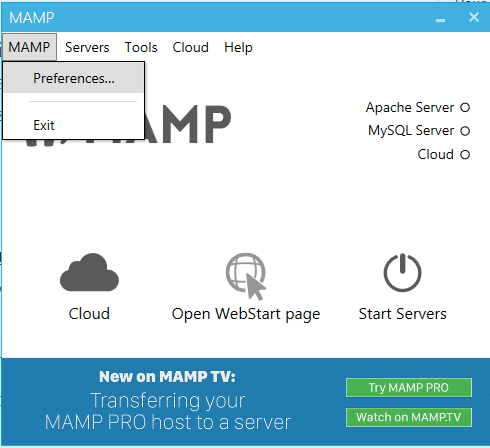 MAMP
MAMP Servers Tools Cloud Help
Preferences...
Exit
MAMP
Apache Server
MySQL Server
Cloud
Cloud
Open WebStart page
Start Servers
New on MAMP TV:
Transferring your
MAMP PRO host to a server
Try MAMP PRO
Watch on MAMP.TV